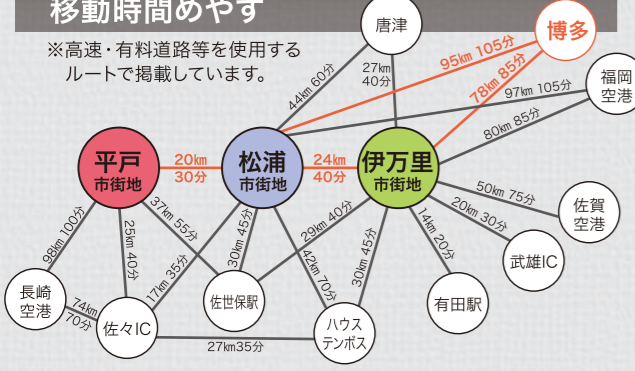 移動時間めやす
※高速・有料道路等を使用する
ルートで掲載しています。
唐津
博多
福岡
空港
44km 60分
27km
40分
95km 105分
78km 85分
97km 105分
80km 85分
平戸
市街地
20km
30分
松浦
市街地
24km
40分
伊万里
市街地
98km 100分
25km 40分
37km 55分
17km 35分
30km 45分
42km 70分
29km 40分
30km 45分
14km 20分
20km 30分
50km 75分
佐賀
空港
武雄IC
有田駅
長崎
空港
74km
70分
佐々IC
佐世保駅
ハウス
テンボス
27km35分